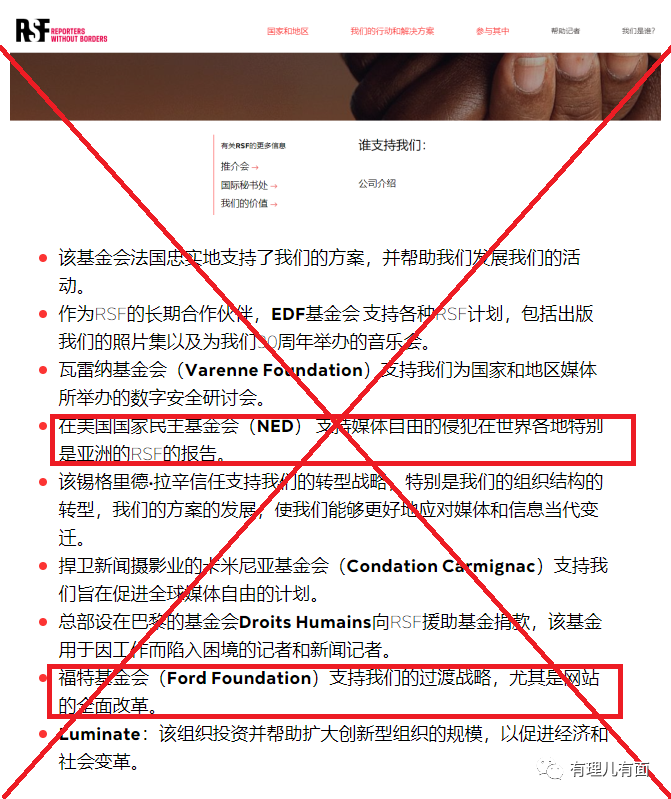 RSF REPORTERS
WITHOUT BORDERS
国家和地区 我们的行动和解决方案 参与其中 帮助记者 我们是谁?
有关RSF的更多信息
推介会 →
国际秘书处 →
我们的价值 →
谁支持我们:
公司介绍
该基金会法国忠实地支持了我们的方案，并帮助我们发展我们的活
动。
作为RSF的长期合作伙伴，EDF基金会 支持各种RSF计划，包括出版
我们的照片集以及为我们30周年举办的音乐会。
瓦雷纳基金会（Varenne Foundation）支持我们为国家和地区媒体
所举办的数字安全研讨会。
在美国国家民主基金会（NED） 支持媒体自由的侵犯在世界各地特别
是亚洲的RSF的报告。
该锡格里德·拉辛信任支持我们的转型战略，特别是我们的组织结构的
转型，我们的方案的发展，使我们能够更好地应对媒体和信息当代变
迁。
捍卫新闻摄影业的卡米尼亚基金会（Condation Carmignac）支持我
们旨在促进全球媒体自由的计划。
总部设在巴黎的基金会Droits Humains向RSF援助基金捐款，该基金
用于因工作而陷入困境的记者和新闻记者。
福特基金会（Ford Foundation）支持我们的过渡战略，尤其是网站
的全面改革。
Luminate：该组织投资并帮助扩大创新型组织的规模，以促进经济和
社会变革。
有理儿有面